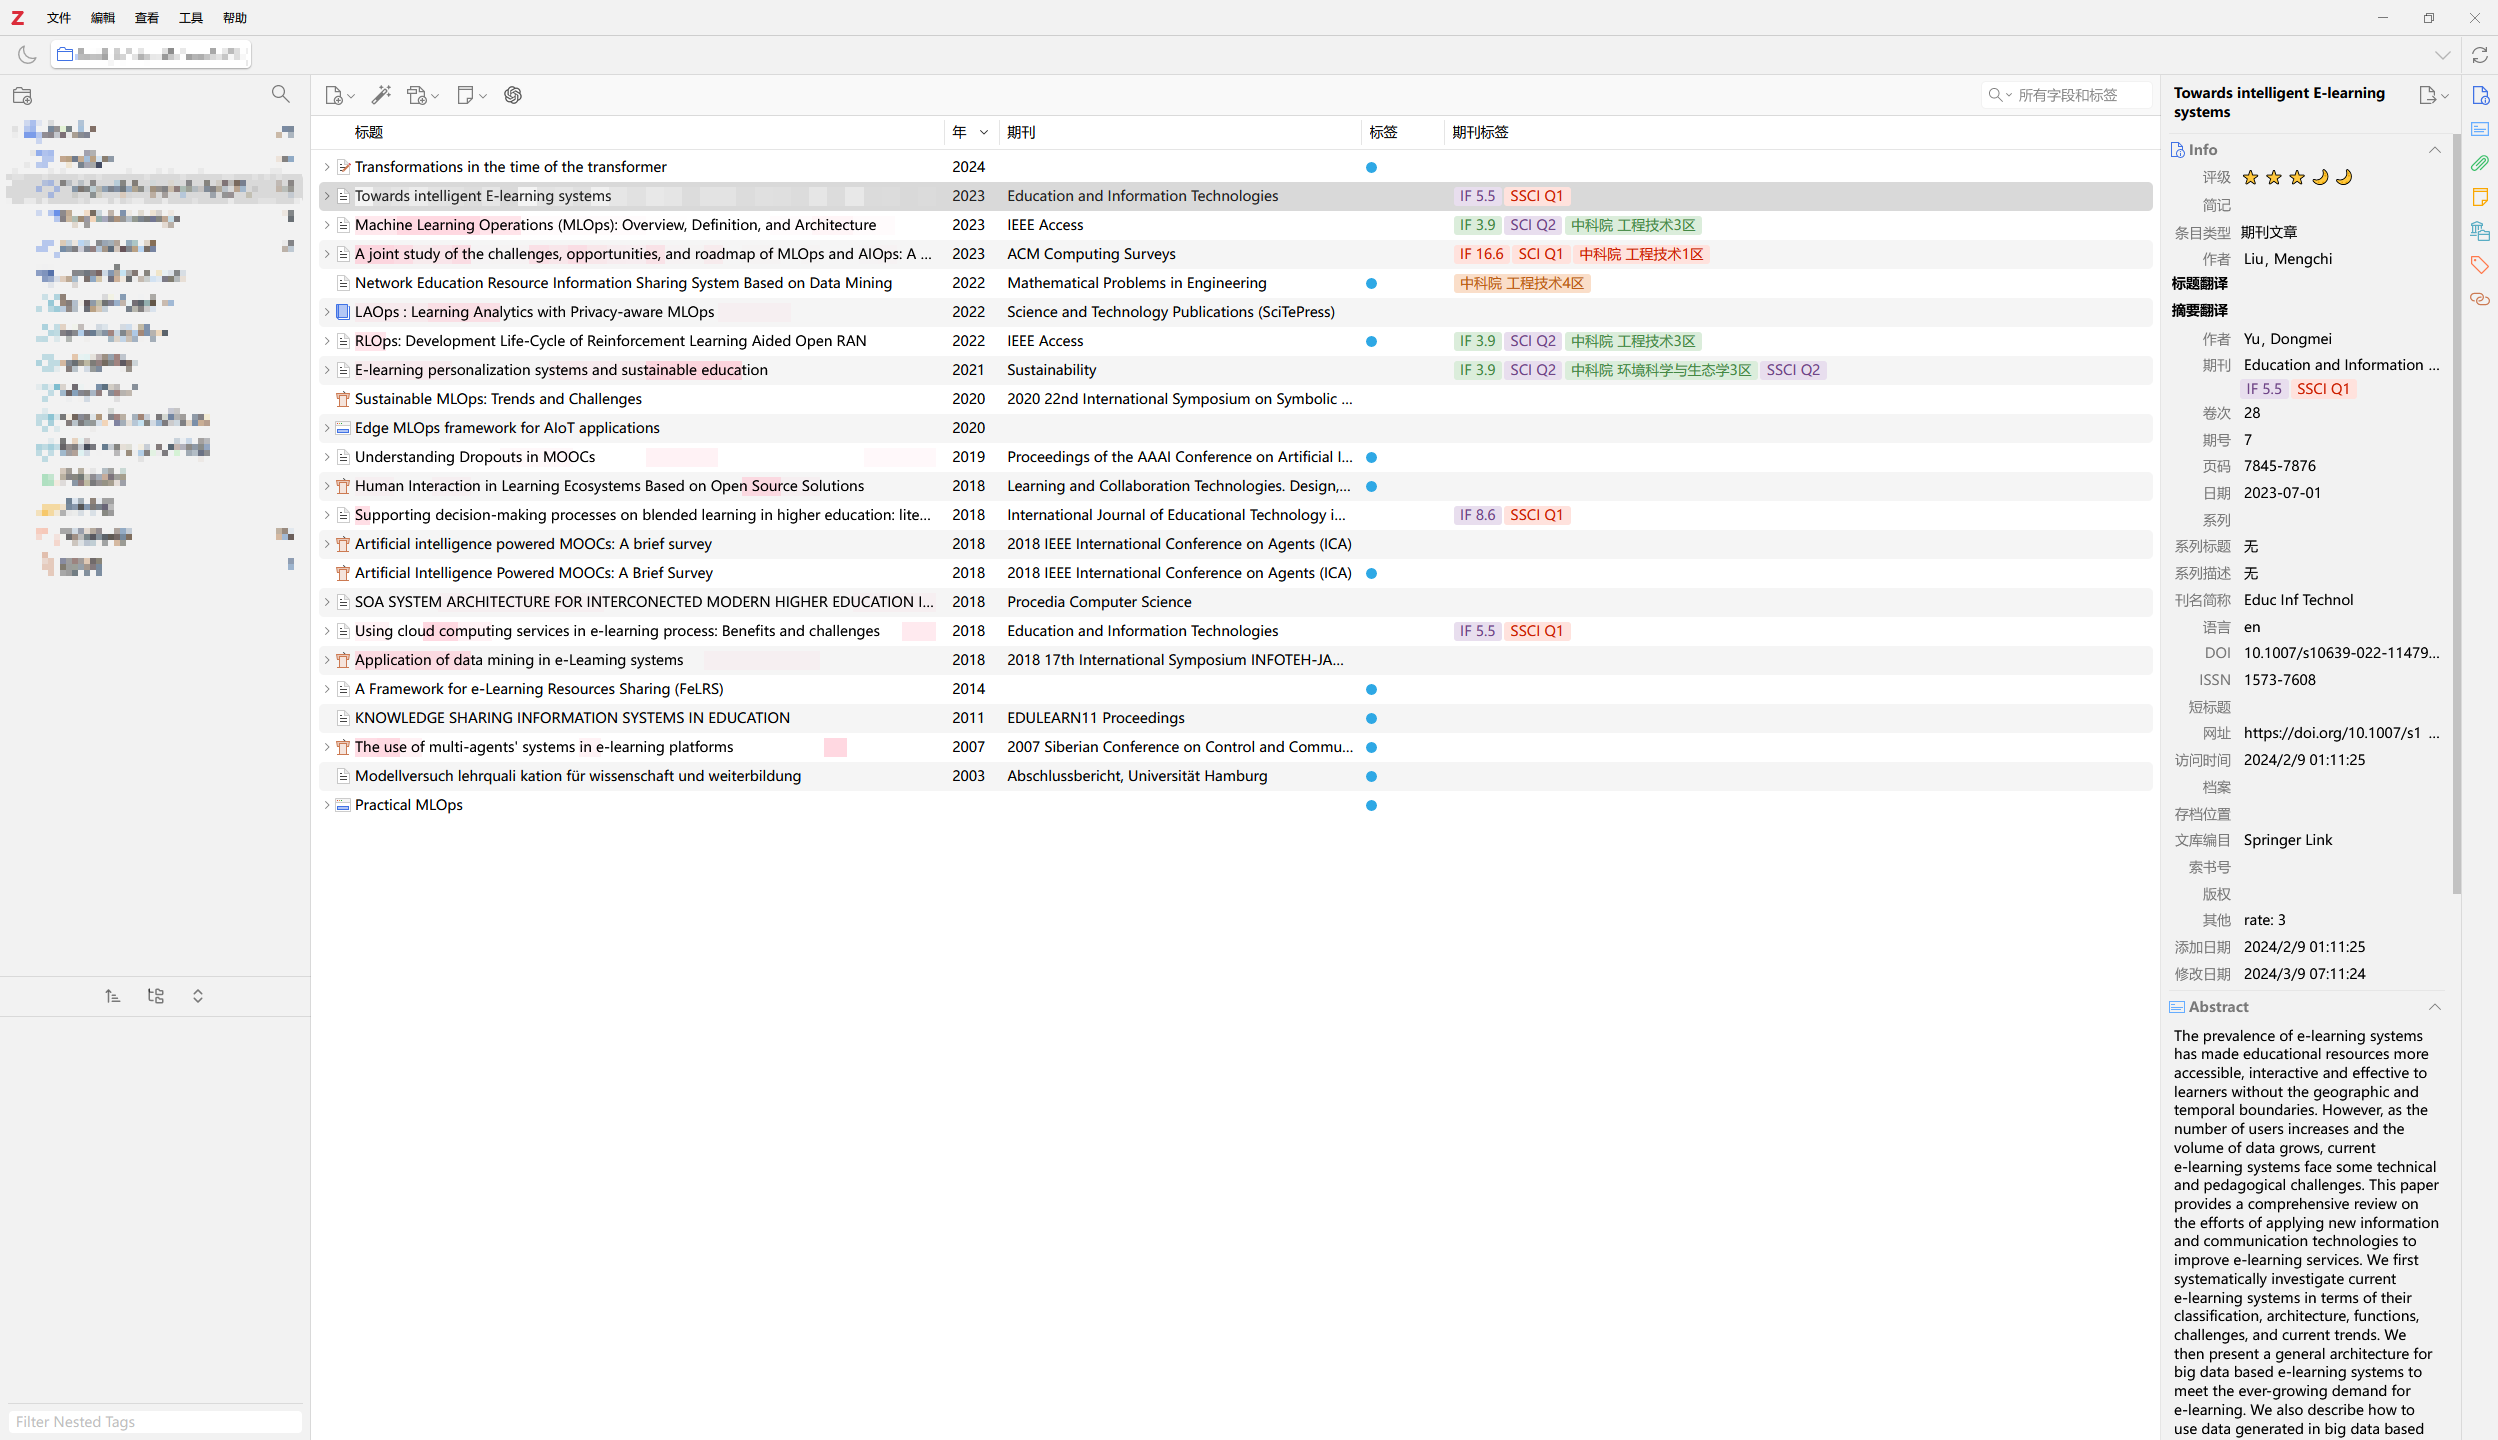 文件 编辑 查看 工具 帮助
所有字段和标签
标题 年 期刊 标签 期刊标签
Transformations in the time of the transformer 2024
Towards intelligent E-learning systems 2023 Education and Information Technologies IF 5.5 SSCI Q1
Machine Learning Operations (MLOps): Overview, Definition, and Architecture 2023 IEEE Access IF 3.9 SCI Q2 中科院 工程技术3区
A joint study of the challenges, opportunities, and roadmap of MLOps and AIOps: A ... 2023 ACM Computing Surveys IF 16.6 SCI Q1 中科院 工程技术1区
Network Education Resource Information Sharing System Based on Data Mining 2022 Mathematical Problems in Engineering 中科院 工程技术4区
LAOps : Learning Analytics with Privacy-aware MLOps 2022 Science and Technology Publications (SciTePress)
RLOps: Development Life-Cycle of Reinforcement Learning Aided Open RAN 2022 IEEE Access IF 3.9 SCI Q2 中科院 工程技术3区
E-learning personalization systems and sustainable education 2021 Sustainability IF 3.9 SCI Q2 中科院 环境科学与生态学3区 SSCI Q2
Sustainable MLOps: Trends and Challenges 2020 2020 22nd International Symposium on Symbolic ...
Edge MLOps framework for AIoT applications 2020
Understanding Dropouts in MOOCs 2019 Proceedings of the AAAI Conference on Artificial I...
Human Interaction in Learning Ecosystems Based on Open Source Solutions 2018 Learning and Collaboration Technologies. Design,...
Supporting decision-making processes on blended learning in higher education: lite... 2018 International Journal of Educational Technology i... IF 8.6 SSCI Q1
Artificial intelligence powered MOOCs: A brief survey 2018 2018 IEEE International Conference on Agents (ICA)
Artificial Intelligence Powered MOOCs: A Brief Survey 2018 2018 IEEE International Conference on Agents (ICA)
SOA SYSTEM ARCHITECTURE FOR INTERCONECTED MODERN HIGHER EDUCATION I... 2018 Procedia Computer Science
Using cloud computing services in e-learning process: Benefits and challenges 2018 Education and Information Technologies IF 5.5 SSCI Q1
Application of data mining in e-Leaming systems 2018 2018 17th International Symposium INFOTEH-JA...
A Framework for e-Learning Resources Sharing (FeLRS) 2014
KNOWLEDGE SHARING INFORMATION SYSTEMS IN EDUCATION 2011 EDULEARN11 Proceedings
The use of multi-agents' systems in e-learning platforms 2007 2007 Siberian Conference on Control and Commu...
Modellversuch lehrquali kation für wissenschaft und weiterbildung 2003 Abschlussbericht, Universität Hamburg
Practical MLOps
Filter Nested Tags
Towards intelligent E-learning
systems
Info
评级
简记
条目类型 期刊文章
作者 Liu, Mengchi
标题翻译
摘要翻译
作者 Yu, Dongmei
期刊 Education and Information ...
IF 5.5 SSCI Q1
卷次 28
期号 7
页码 7845-7876
日期 2023-07-01
系列
系列标题 无
系列描述 无
刊名简称 Educ Inf Technol
语言 en
DOI 10.1007/s10639-022-11479...
ISSN 1573-7608
短标题
网址 https://doi.org/10.1007/s1 ...
访问时间 2024/2/9 01:11:25
档案
存档位置
文库编目 Springer Link
索书号
版权
其他 rate: 3
添加日期 2024/2/9 01:11:25
修改日期 2024/3/9 07:11:24
Abstract
The prevalence of e-learning systems
has made educational resources more
accessible, interactive and effective to
learners without the geographic and
temporal boundaries. However, as the
number of users increases and the
volume of data grows, current
e-learning systems face some technical
and pedagogical challenges. This paper
provides a comprehensive review on
the efforts of applying new information
and communication technologies to
improve e-learning services. We first
systematically investigate current
e-learning systems in terms of their
classification, architecture, functions,
challenges, and current trends. We
then present a general architecture for
big data based e-learning systems to
meet the ever-growing demand for
e-learning. We also describe how to
use data generated in big data based